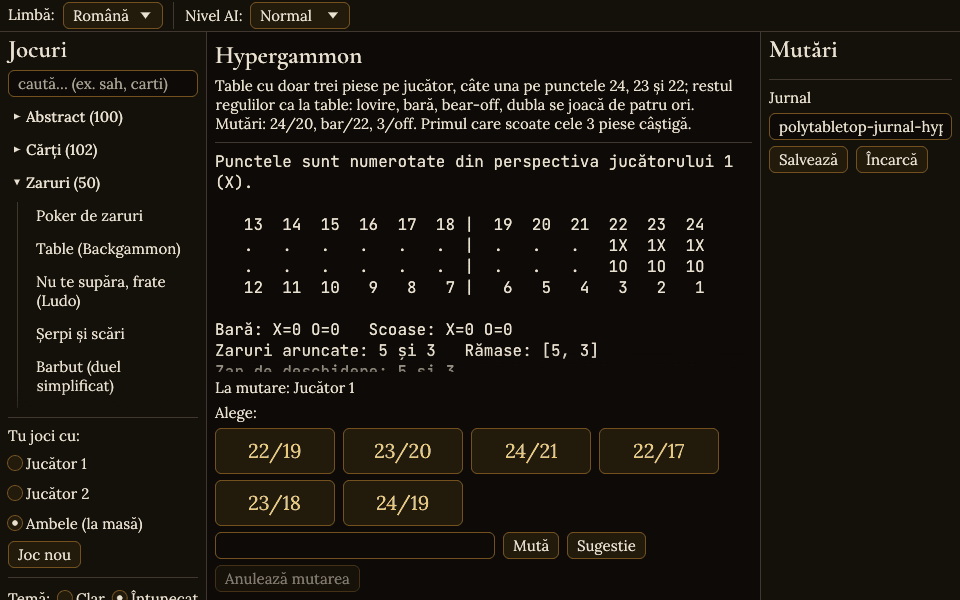 Limbă: Română ▼ Nivel AI: Normal ▼
Jocuri
caută... (ex. sah, carti)
▸ Abstract (100)
▸ Cărți (102)
▾ Zaruri (50)
Poker de zaruri
Table (Backgammon)
Nu te supăra, frate
(Ludo)
Șerpi și scări
Barbut (duel
simplificat)
Tu joci cu:
Jucător 1
Jucător 2
Ambele (la masă)
Joc nou
Temă: Clar Întunecat
Hypergammon
Table cu doar trei piese pe jucător, câte una pe punctele 24, 23 și 22; restul
regulilor ca la table: lovire, bară, bear-off, dubla se joacă de patru ori.
Mutări: 24/20, bar/22, 3/off. Primul care scoate cele 3 piese câștigă.
Punctele sunt numerotate din perspectiva jucătorului 1
(X).
13 14 15 16 17 18 | 19 20 21 22 23 24
. . . . . . | . . . 1X 1X 1X
. . . . . . | . . . 1O 1O 1O
12 11 10 9 8 7 | 6 5 4 3 2 1
Bară: X=0 O=0 Scoase: X=0 O=0
Zaruri aruncate: 5 și 3 Rămase: [5, 3]
Zar de deschidere: 5 și 3
La mutare: Jucător 1
Alege:
22/19 23/20 24/21 22/17
23/18 24/19
Mută Sugestie
Anulează mutarea
Mutări
Jurnal
polytabletop-jurnal-hyp
Salvează Încarcă